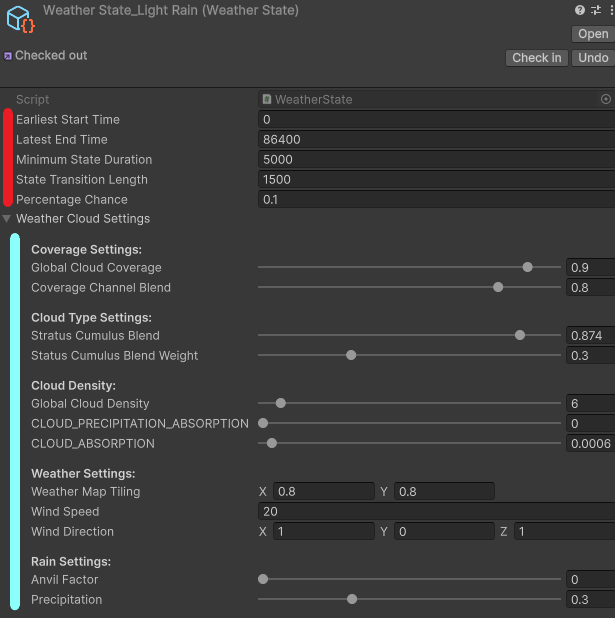 Weather State_Light Rain (Weather State)
Open
Checked out
Check in Undo
Script WeatherState
Earliest Start Time 0
Latest End Time 86400
Minimum State Duration 5000
State Transition Length 1500
Percentage Chance 0.1
Weather Cloud Settings
Coverage Settings:
Global Cloud Coverage 0.9
Coverage Channel Blend 0.8
Cloud Type Settings:
Stratus Cumulus Blend 0.874
Status Cumulus Blend Weight 0.3
Cloud Density:
Global Cloud Density 6
CLOUD_PRECIPITATION_ABSORPTION 0
CLOUD_ABSORPTION 0.0006
Weather Settings:
Weather Map Tiling X 0.8 Y 0.8
Wind Speed 20
Wind Direction X 1 Y 0 Z 1
Rain Settings:
Anvil Factor 0
Precipitation 0.3